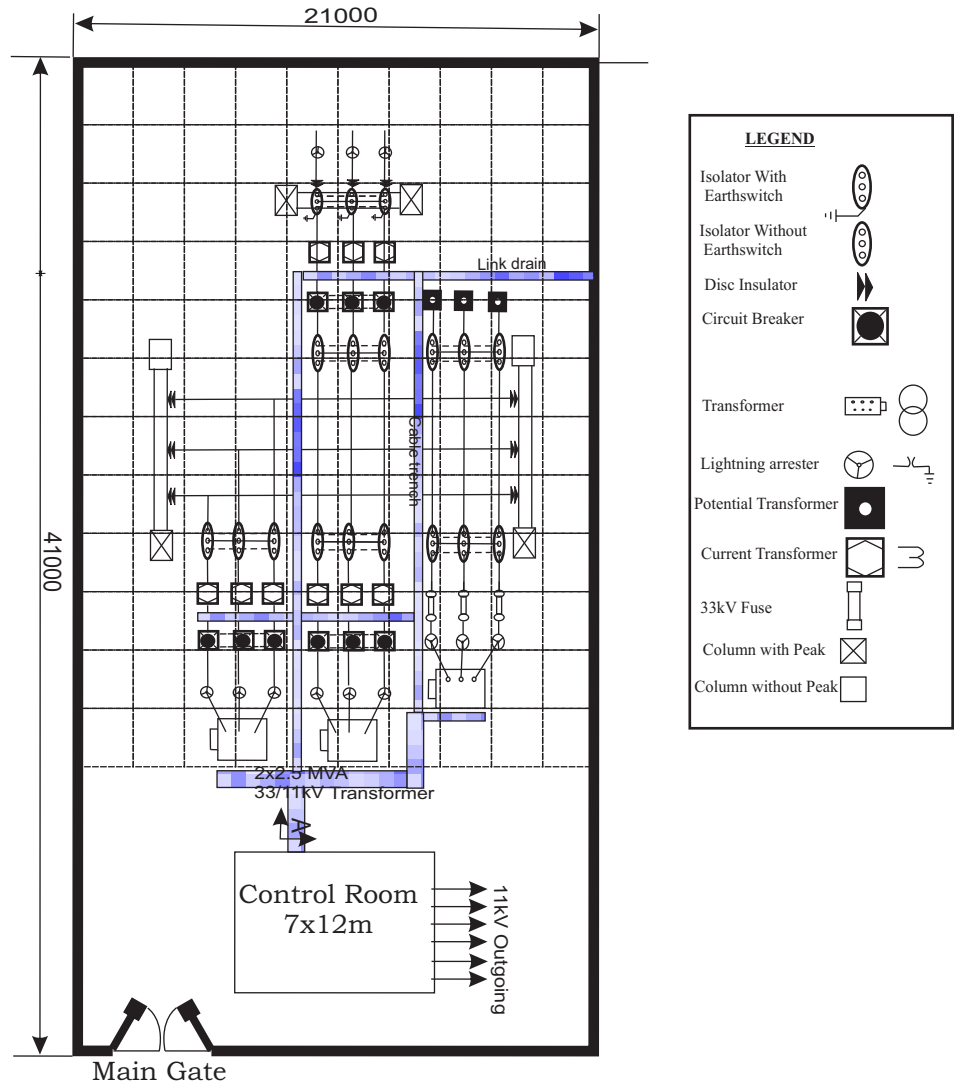 21000
41000
Link drain
Cable trench
2x2.5 MVA
33/11kV Transformer
A
Control Room
7x12m
11kV Outgoing
Main Gate
LEGEND
Isolator With
Earthswitch
Isolator Without
Earthswitch
Disc Insulator
Circuit Breaker
Transformer
Lightning arrester
Potential Transformer
Current Transformer
33kV Fuse
Column with Peak
Column without Peak